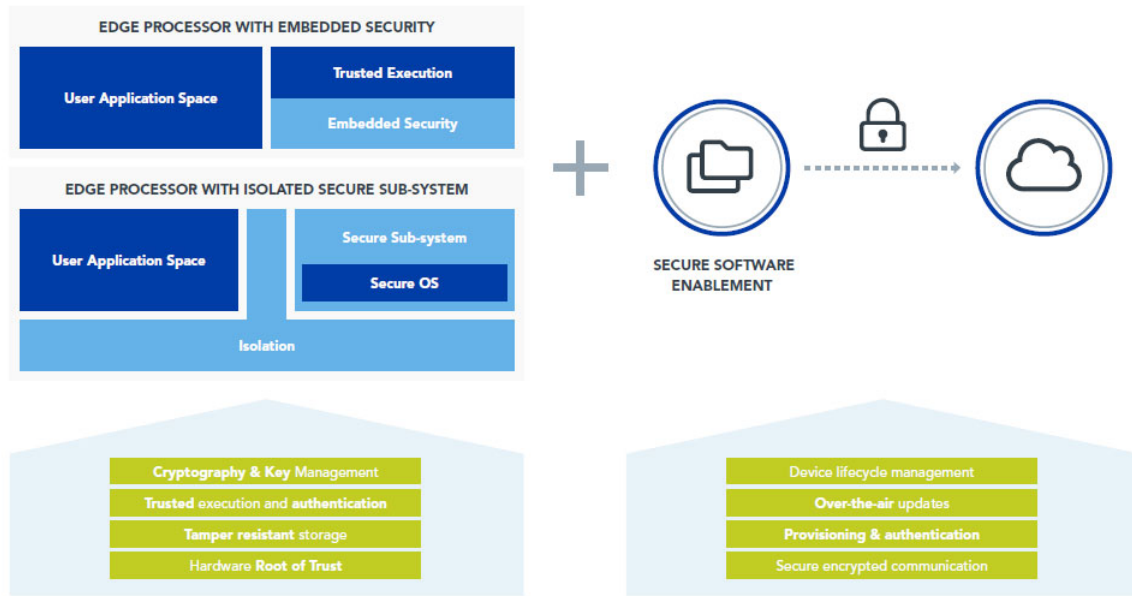 EDGE PROCESSOR WITH EMBEDDED SECURITY
User Application Space
Trusted Execution
Embedded Security
EDGE PROCESSOR WITH ISOLATED SECURE SUB-SYSTEM
User Application Space
Secure Sub-system
Secure OS
Isolation
SECURE SOFTWARE
ENABLEMENT
Cryptography & Key Management
Trusted execution and authentication
Tamper resistant storage
Hardware Root of Trust
Device lifecycle management
Over-the-air updates
Provisioning & authentication
Secure encrypted communication